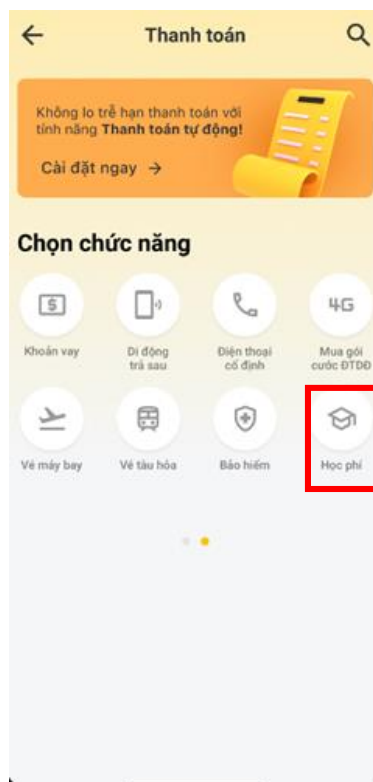 Thanh toán
Không lo trễ hạn thanh toán với
tính năng Thanh toán tự động!
Cài đặt ngay →
Chọn chức năng
$
4G
Khoản vay
Di động
trả sau
Điện thoại
cố định
Mua gói
cước ĐTDĐ
Vé máy bay
Vé tàu hỏa
Bảo hiểm
Học phí